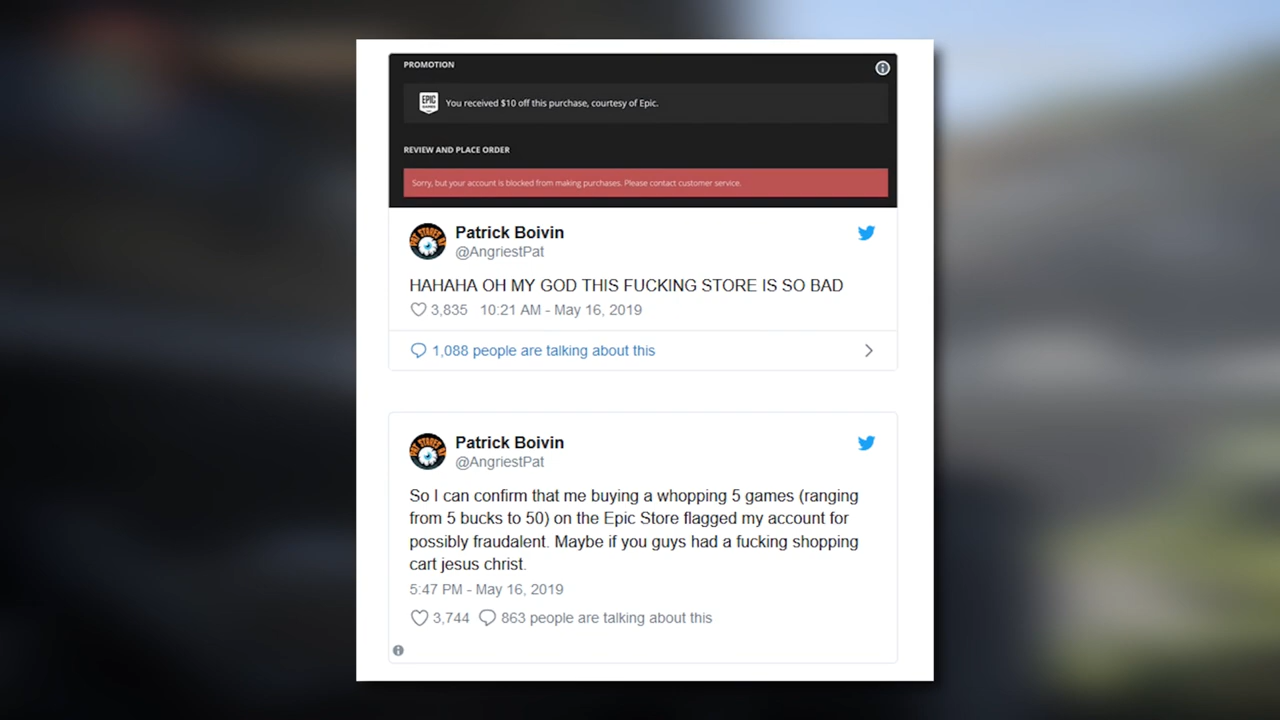 PROMOTION
EPIC
GAMES
You received $10 off this purchase, courtesy of Epic.
REVIEW AND PLACE ORDER
Sorry, but your account is blocked from making purchases. Please contact customer service.
Patrick Boivin
@AngriestPat
HAHAHA OH MY GOD THIS FUCKING STORE IS SO BAD
3,835 10:21 AM - May 16, 2019
1,088 people are talking about this
Patrick Boivin
@AngriestPat
So I can confirm that me buying a whopping 5 games (ranging
from 5 bucks to 50) on the Epic Store flagged my account for
possibly fraudalent. Maybe if you guys had a fucking shopping
cart jesus christ.
5:47 PM - May 16, 2019
3,744 863 people are talking about this